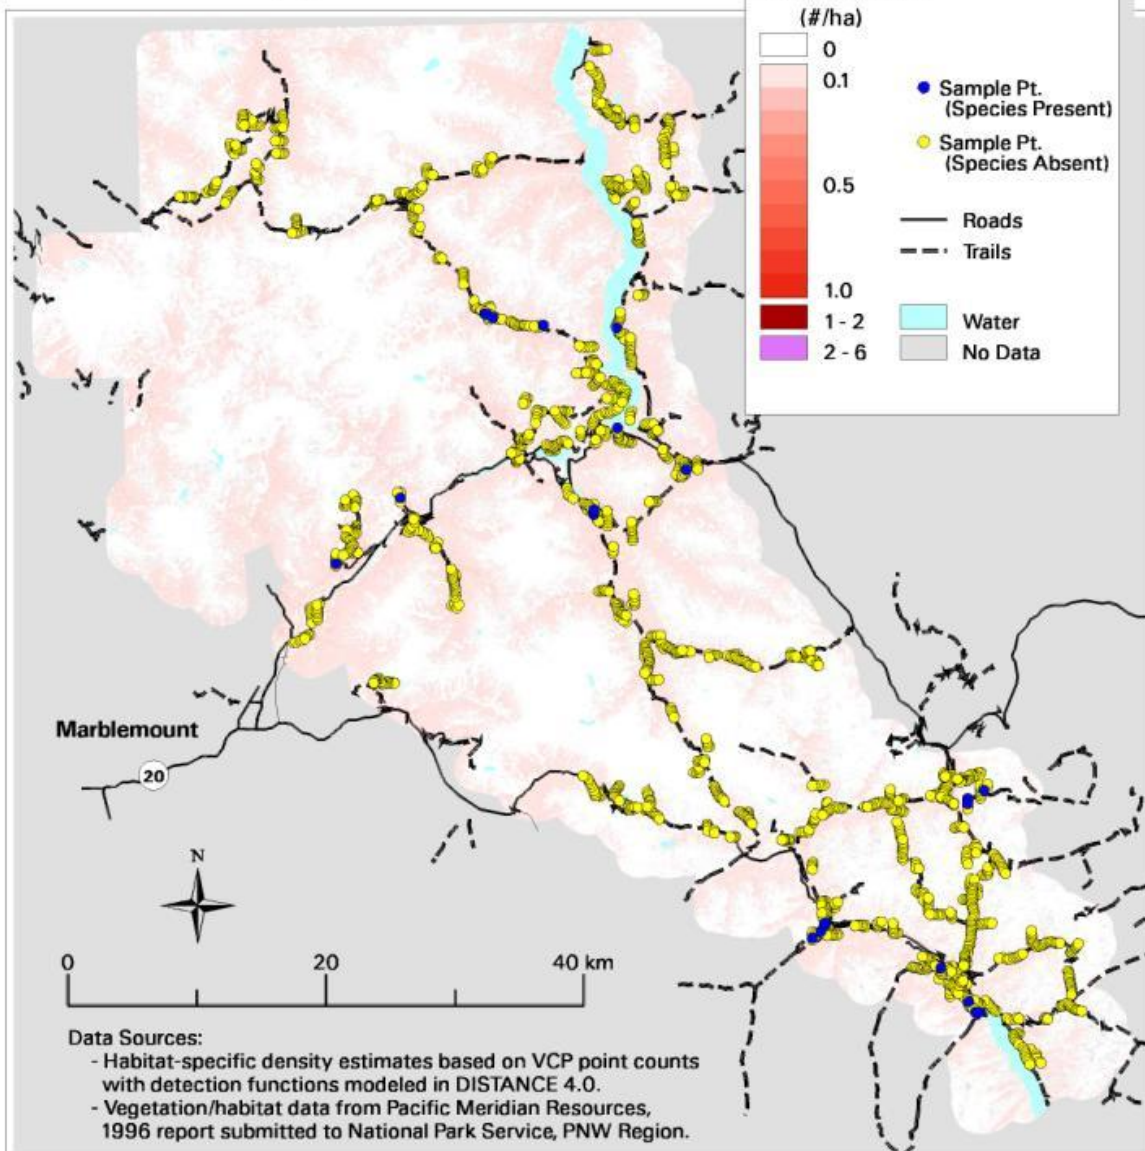 (#/ha)
0
0.1
0.5
1.0
1 - 2
2 - 6
Sample Pt.
(Species Present)
Sample Pt.
(Species Absent)
Roads
Trails
Water
No Data
Marblemount
20
N
0 20 40 km
Data Sources:
- Habitat-specific density estimates based on VCP point counts
with detection functions modeled in DISTANCE 4.0.
- Vegetation/habitat data from Pacific Meridian Resources,
1996 report submitted to National Park Service, PNW Region.